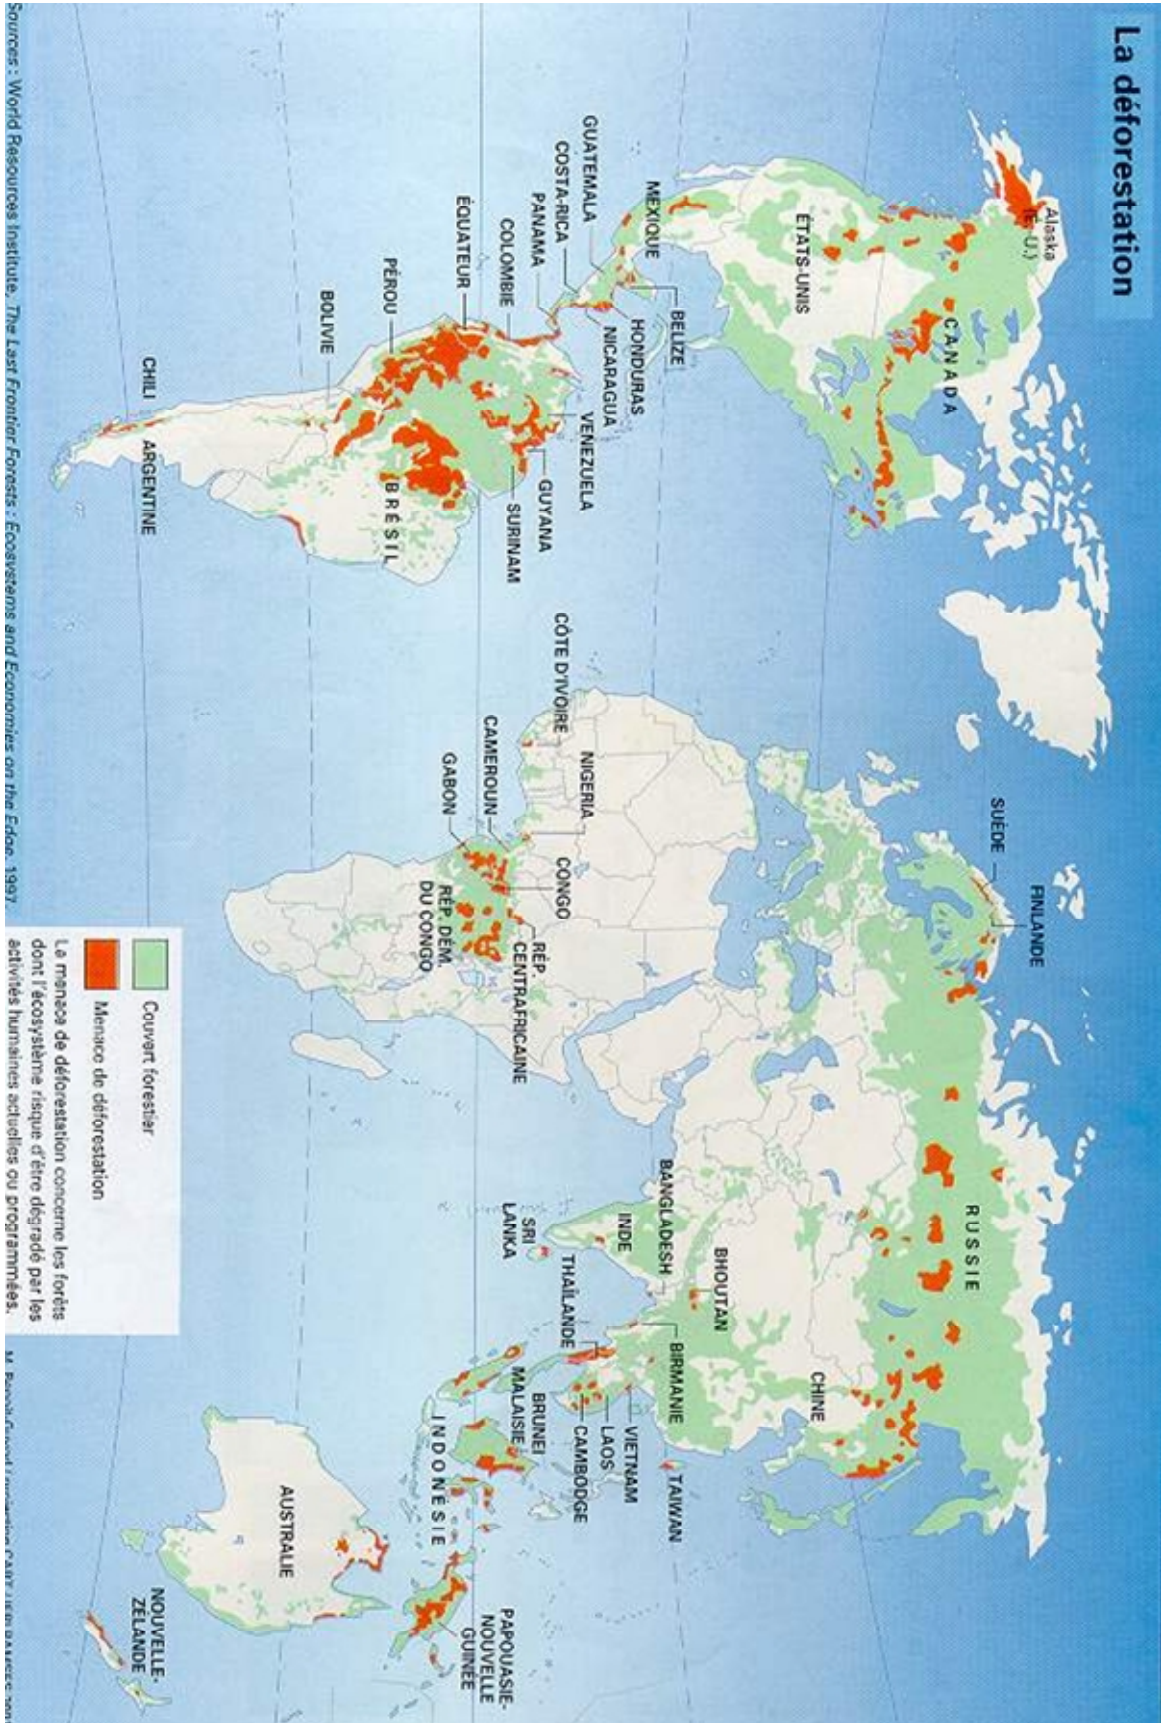 La déforestation
Alaska
(É.-U.)
CANADA
ÉTATS-UNIS
MEXIQUE
BELIZE
GUATEMALA
HONDURAS
COSTA-RICA
NICARAGUA
PANAMA
VENEZUELA
COLOMBIE
GUYANA
ÉQUATEUR
SURINAM
PÉROU
BRÉSIL
BOLIVIE
CHILI
ARGENTINE
SUÈDE
FINLANDE
RUSSIE
CÔTE D'IVOIRE
NIGERIA
CAMEROUN
CONGO
GABON
RÉP.
CENTRAFRICAINE
RÉP. DÉM.
DU CONGO
CHINE
BHOUTAN
BANGLADESH
INDE
BIRMANIE
TAIWAN
SRI
LANKA
THAÏLANDE
VIETNAM
LAOS
CAMBODGE
BRUNEI
MALAISIE
INDONÉSIE
PAPOUASIE-
NOUVELLE
GUINÉE
AUSTRALIE
NOUVELLE-
ZÉLANDE
Couvert forestier
Menace de déforestation
La menace de déforestation concerne les forêts
dont l'écosystème risque d'être dégradé par les
activités humaines actuelles ou programmées.
Sources : World Resources Institute, The Last Frontier Forests : Ecosystems and Economies on the Edge, 1997.